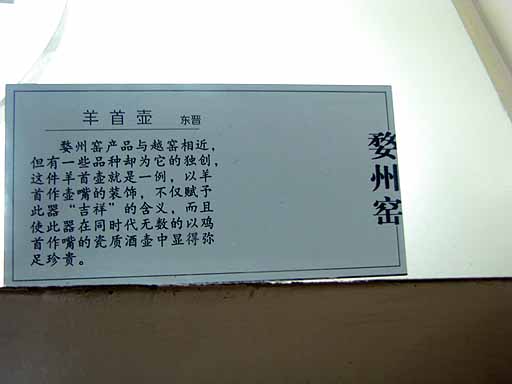 羊首壶 东晋
婺州窑产品与越窑相近，
但有一些品种却为它的独创，
这件羊首壶就是一例，以羊
首作壶嘴的装饰，不仅赋予
此器“吉祥”的含义，而且
使此器在同时代无数的以鸡
首作嘴的瓷质酒壶中显得弥
足珍贵。
婺州窑